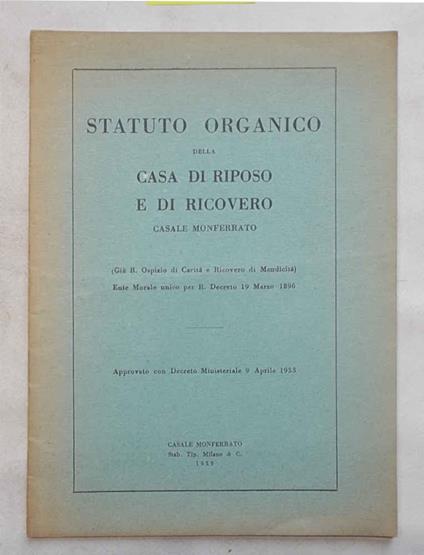 STATUTO ORGANICO
DELLA
CASA DI RIPOSO
E DI RICOVERO
CASALE MONFERRATO
(Già R. Ospizio di Carità e Ricovero di Mendicità)
Ente Morale unico per R. Decreto 19 Marzo 1896
Approvato con Decreto Ministeriale 9 Aprile 1953
CASALE MONFERRATO
Stab. Tip. Milano & C.